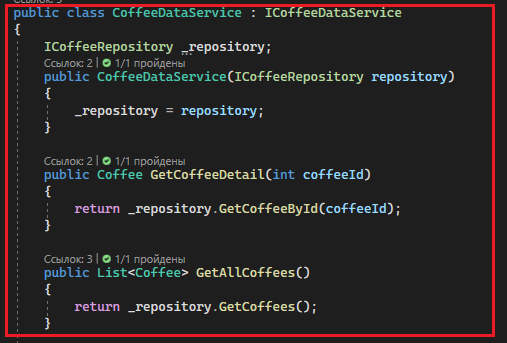 public class CoffeeDataService : ICoffeeDataService
{
ICoffeeRepository _repository;
Ссылок: 2 | 1/1 пройдены
public CoffeeDataService(ICoffeeRepository repository)
{
_repository = repository;
}
Ссылок: 2 | 1/1 пройдены
public Coffee GetCoffeeDetail(int coffeeId)
{
return _repository.GetCoffeeById(coffeeId);
}
Ссылок: 3 | 1/1 пройдены
public List<Coffee> GetAllCoffees()
{
return _repository.GetCoffees();
}